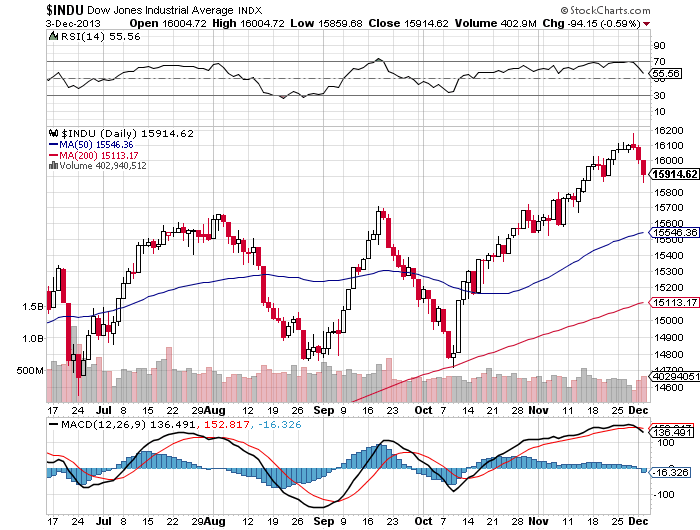 $INDU Dow Jones Industrial Average INDX © StockCharts.com
3-Dec-2013 Open 16004.72 High 16004.72 Low 15859.68 Close 15914.62 Volume 402.9M Chg -94.15 (-0.59%)
RSI(14) 55.56
90
70
55.56
30
10
$INDU (Daily) 15914.62
MA(50) 15546.36
MA(200) 15113.17
Volume 402,940,512
16200
16100
16000
15914.62
15800
15700
15600
15546.36
15400
15300
15200
15113.17
15000
14900
14800
14700
40294051
14600
1.5B
1.0B
500M
17 24 Jul 8 15 22 Aug 12 19 26 Sep 9 16 23 Oct 7 14 21 28 Nov 11 18 25 Dec
MACD(12,26,9) 136.491, 152.817, -16.326
136.491
100
0
-16.326
-100
17 24 Jul 8 15 22 Aug 12 19 26 Sep 9 16 23 Oct 7 14 21 28 Nov 11 18 25 Dec